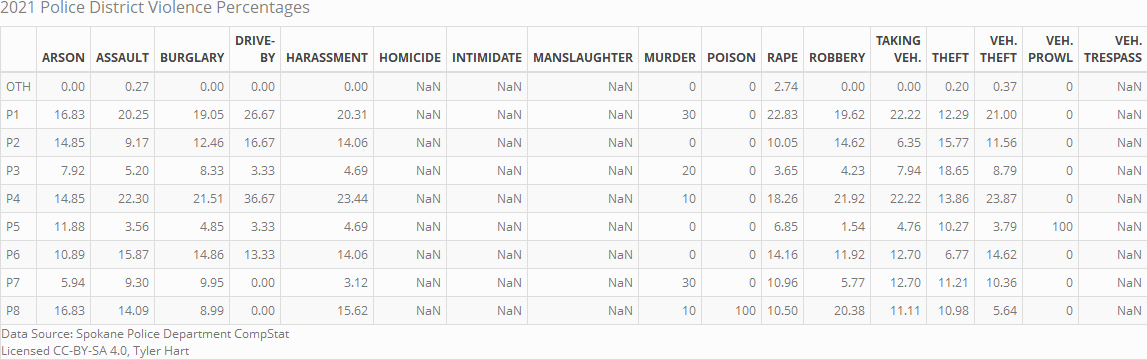 2021 Police District Violence Percentages
ARSON ASSAULT BURGLARY DRIVE-BY HARASSMENT HOMICIDE INTIMIDATE MANSLAUGHTER MURDER POISON RAPE ROBBERY TAKING VEH. THEFT VEH. THEFT VEH. PROWL VEH. TRESPASS
OTH 0.00 0.27 0.00 0.00 0.00 NaN NaN NaN 0 0 2.74 0.00 0.00 0.20 0.37 0 NaN
P1 16.83 20.25 19.05 26.67 20.31 NaN NaN NaN 30 0 22.83 19.62 22.22 12.29 21.00 0 NaN
P2 14.85 9.17 12.46 16.67 14.06 NaN NaN NaN 0 0 10.05 14.62 6.35 15.77 11.56 0 NaN
P3 7.92 5.20 8.33 3.33 4.69 NaN NaN NaN 20 0 3.65 4.23 7.94 18.65 8.79 0 NaN
P4 14.85 22.30 21.51 36.67 23.44 NaN NaN NaN 10 0 18.26 21.92 22.22 13.86 23.87 0 NaN
P5 11.88 3.56 4.85 3.33 4.69 NaN NaN NaN 0 0 6.85 1.54 4.76 10.27 3.79 100 NaN
P6 10.89 15.87 14.86 13.33 14.06 NaN NaN NaN 0 0 14.16 11.92 12.70 6.77 14.62 0 NaN
P7 5.94 9.30 9.95 0.00 3.12 NaN NaN NaN 30 0 10.96 5.77 12.70 11.21 10.36 0 NaN
P8 16.83 14.09 8.99 0.00 15.62 NaN NaN NaN 10 100 10.50 20.38 11.11 10.98 5.64 0 NaN
Data Source: Spokane Police Department CompStat
Licensed CC-BY-SA 4.0, Tyler Hart